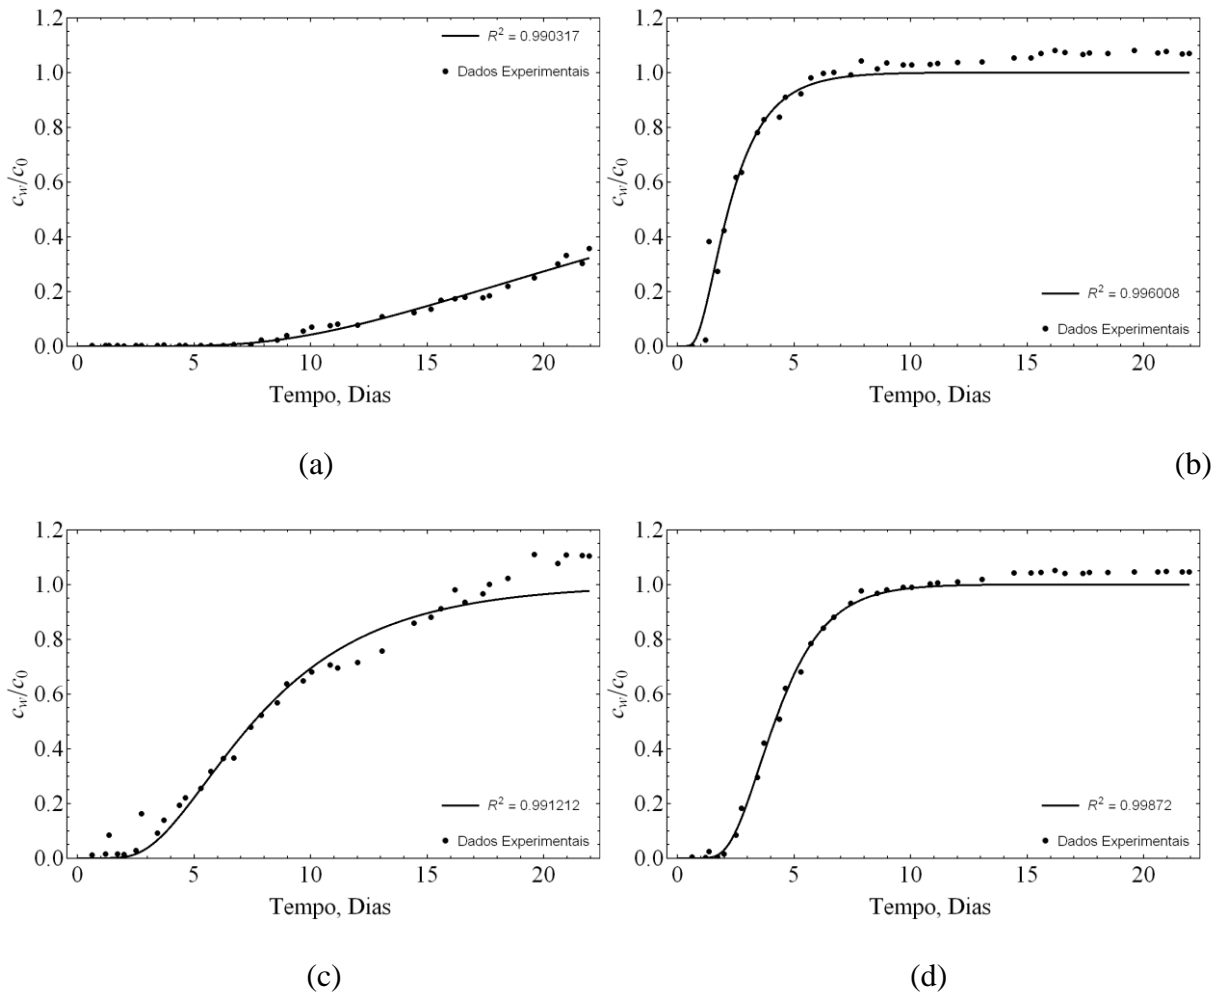 1.2
1.0
0.8
0.6
0.4
0.2
0.0
c_w/c_0
R² = 0.990317
Dados Experimentais
0 5 10 15 20
Tempo, Dias
(a)
1.2
1.0
0.8
0.6
0.4
0.2
0.0
c_w/c_0
R² = 0.996008
Dados Experimentais
0 5 10 15 20
Tempo, Dias
(b)
1.2
1.0
0.8
0.6
0.4
0.2
0.0
c_w/c_0
R² = 0.991212
Dados Experimentais
0 5 10 15 20
Tempo, Dias
(c)
1.2
1.0
0.8
0.6
0.4
0.2
0.0
c_w/c_0
R² = 0.99872
Dados Experimentais
0 5 10 15 20
Tempo, Dias
(d)